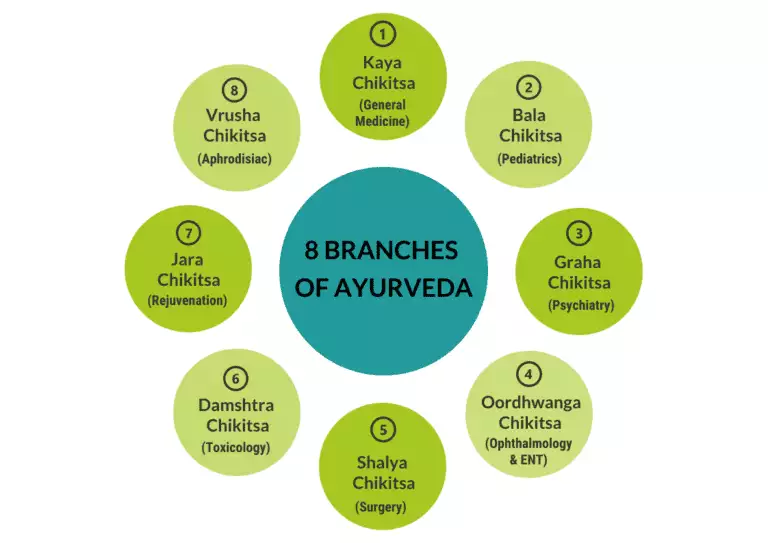 8 BRANCHES
OF AYURVEDA
1
Kaya
Chikitsa
(General
Medicine)
2
Bala
Chikitsa
(Pediatrics)
3
Graha
Chikitsa
(Psychiatry)
4
Oordhwanga
Chikitsa
(Ophthalmology
& ENT)
5
Shalya
Chikitsa
(Surgery)
6
Damshtra
Chikitsa
(Toxicology)
7
Jara
Chikitsa
(Rejuvenation)
8
Vrusha
Chikitsa
(Aphrodisiac)